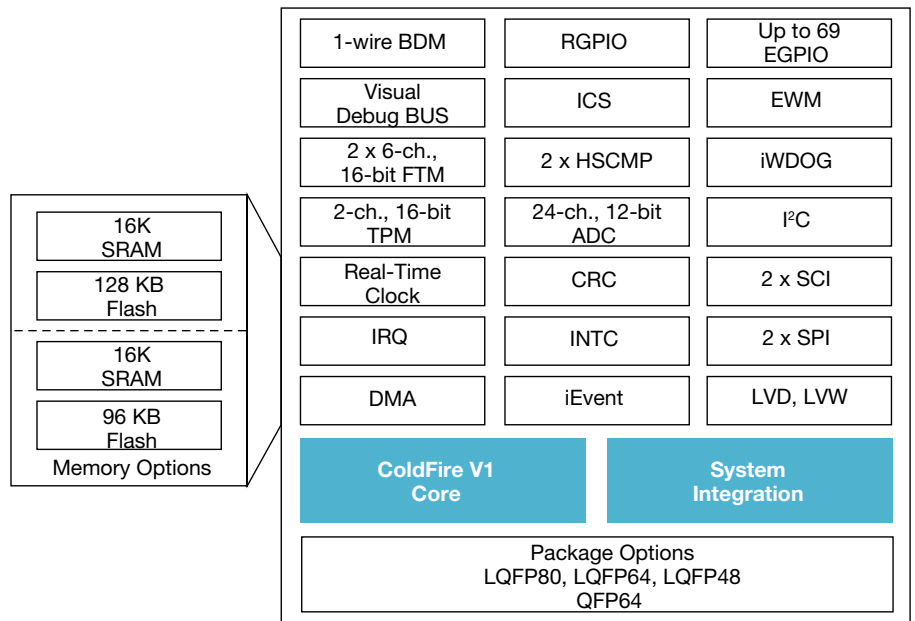 16K
SRAM
128 KB
Flash
16K
SRAM
96 KB
Flash
Memory Options
1-wire BDM
RGPIO
Up to 69
EGPIO
Visual
Debug BUS
ICS
EWM
2 x 6-ch.,
16-bit FTM
2 x HSCMP
iWDOG
2-ch., 16-bit
TPM
24-ch., 12-bit
ADC
I²C
Real-Time
Clock
CRC
2 x SCI
IRQ
INTC
2 x SPI
DMA
iEvent
LVD, LVW
ColdFire V1
Core
System
Integration
Package Options
LQFP80, LQFP64, LQFP48
QFP64